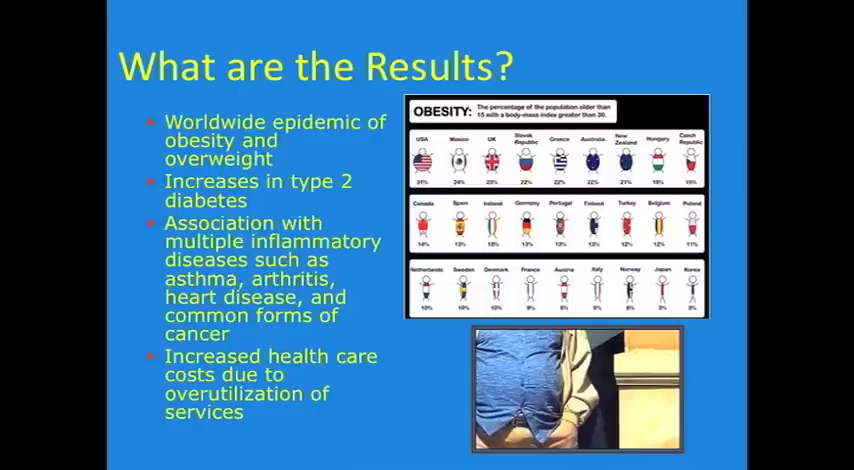 What are the Results?
• Worldwide epidemic of
obesity and
overweight
• Increases in type 2
diabetes
• Association with
multiple inflammatory
diseases such as
asthma, arthritis,
heart disease, and
common forms of
cancer
• Increased health care
costs due to
overutilization of
services
OBESITY: The percentage of the population older than
15 with a body-mass index greater than 30.
USA Mexico UK Slovak Republic Greece Australia New Zealand Hungary Czech Republic
31% 24% 23% 22% 22% 22% 21% 19%
Canada Spain Ireland Germany Portugal Finland Turkey Belgium Poland
14% 13% 13% 13% 13% 13% 12% 12% 11%
Netherlands Sweden Denmark France Austria Italy Norway Japan Korea
10% 10% 10% 9% 9% 9% 3% 3%